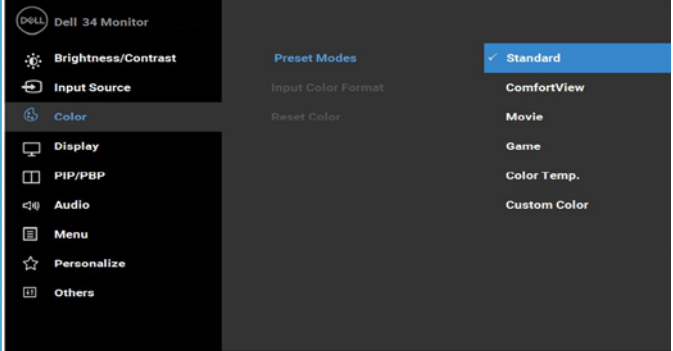 DELL Dell 34 Monitor
Brightness/Contrast Preset Modes ✓ Standard
Input Source Input Color Format ComfortView
Color Reset Color Movie
Display Game
PIP/PBP Color Temp.
Audio Custom Color
Menu
Personalize
Others